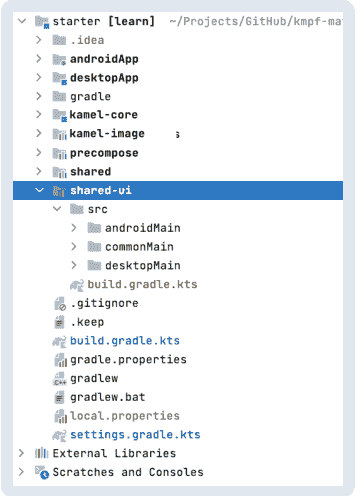 starter [learn] ~/Projects/GitHub/kmpf-ma
.idea
androidApp
desktopApp
gradle
kamel-core
kamel-image s
precompose
shared
shared-ui
src
androidMain
commonMain
desktopMain
build.gradle.kts
.gitignore
.keep
build.gradle.kts
gradle.properties
gradlew
gradlew.bat
local.properties
settings.gradle.kts
External Libraries
Scratches and Consoles